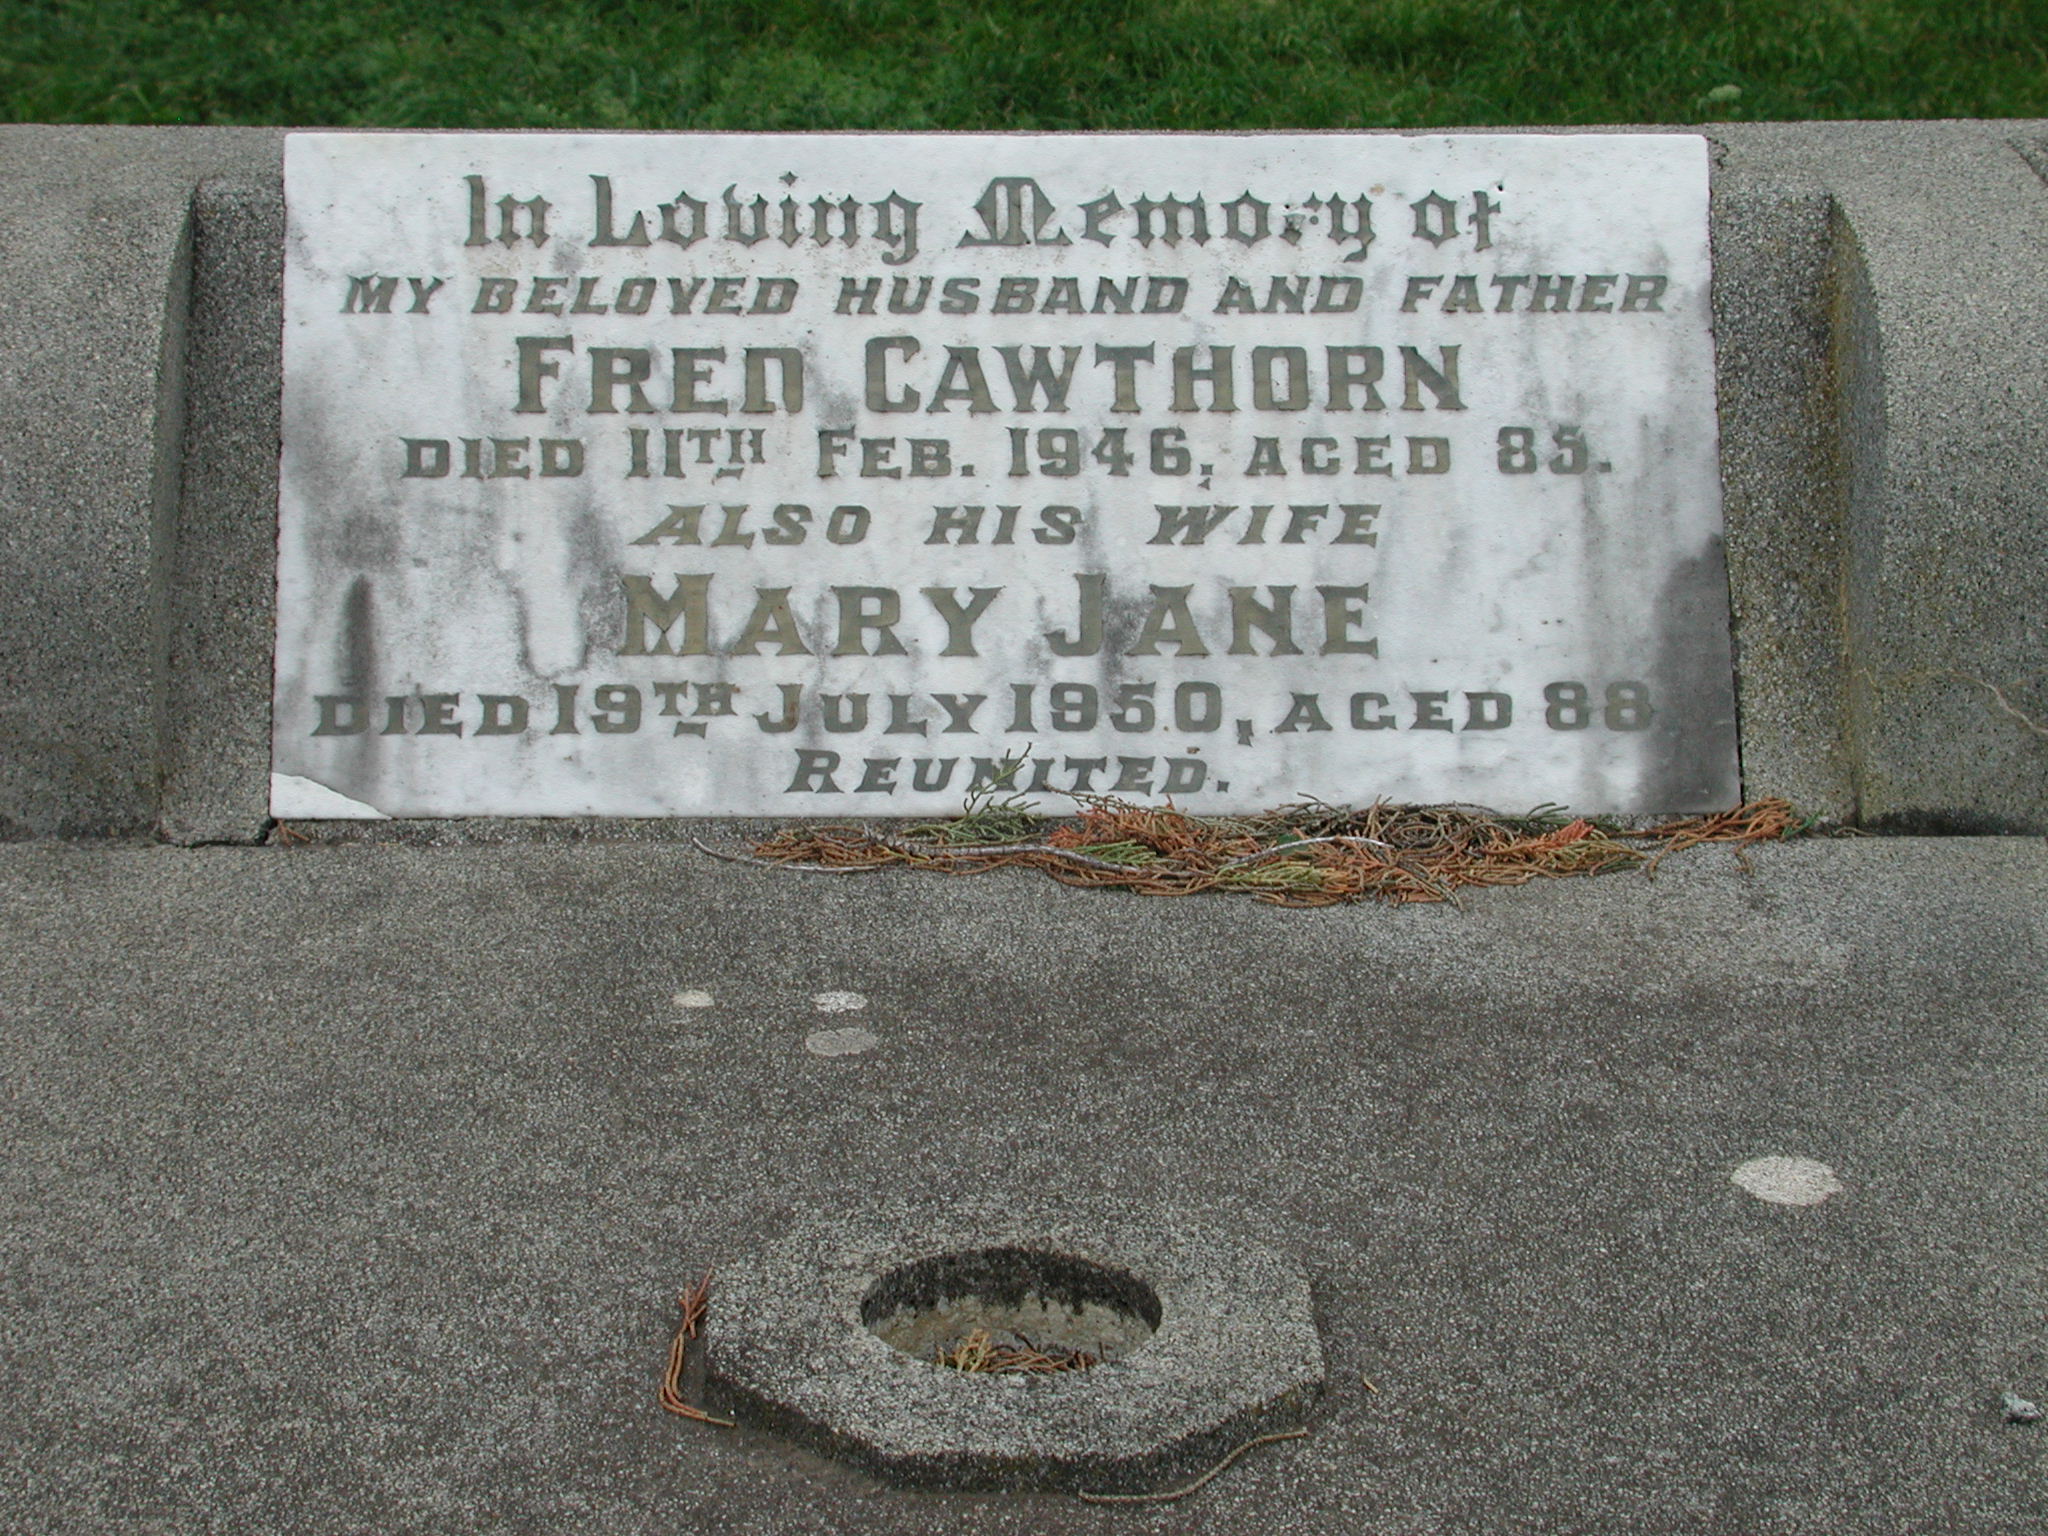 In Loving Memory of
MY BELOVED HUSBAND AND FATHER
FRED CAWTHORN
DIED 11TH FEB. 1946, AGED 85.
ALSO HIS WIFE
MARY JANE
DIED 19TH JULY 1950, AGED 88
REUNITED.